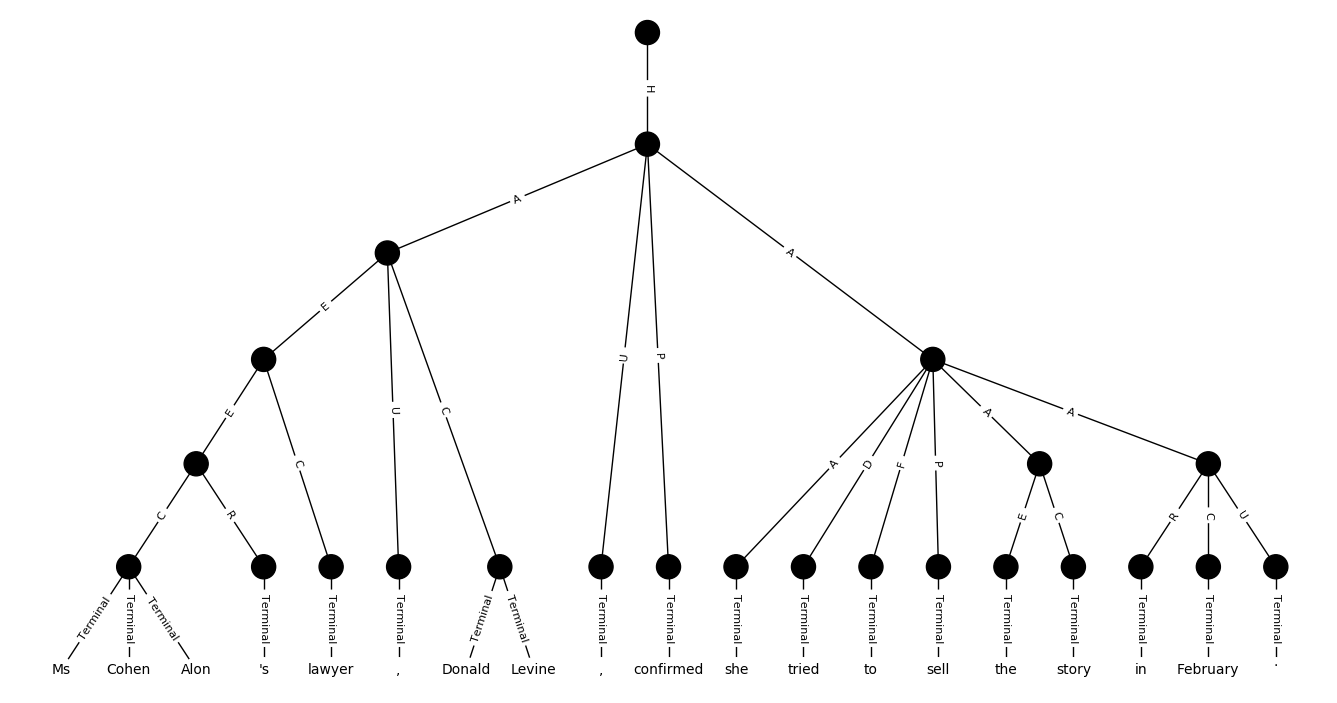 H
A
A
E
U
P
E
C
U
C
A
D
F
P
A
A
C
R
E
C
R
C
U
Terminal Terminal Terminal Terminal Terminal Terminal Terminal Terminal Terminal Terminal Terminal Terminal Terminal Terminal Terminal Terminal Terminal Terminal Terminal
Ms Cohen Alon 's lawyer , Donald Levine , confirmed she tried to sell the story in February .